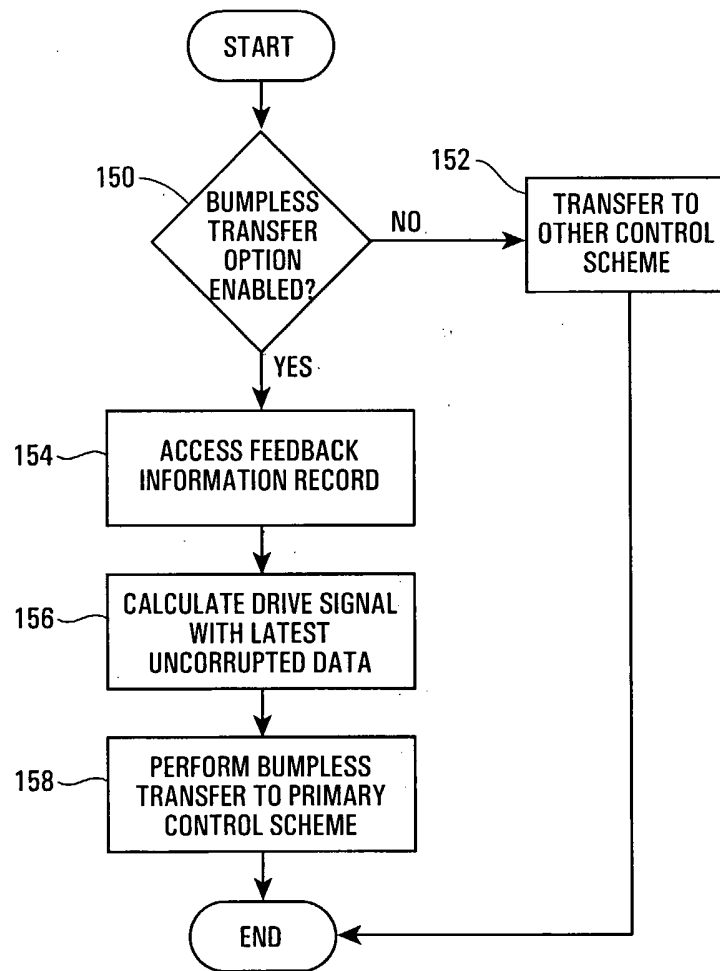 START
150
BUMPLESS
TRANSFER
OPTION
ENABLED?
NO
152
TRANSFER TO
OTHER CONTROL
SCHEME
YES
154
ACCESS FEEDBACK
INFORMATION RECORD
156
CALCULATE DRIVE SIGNAL
WITH LATEST
UNCORRUPTED DATA
158
PERFORM BUMPLESS
TRANSFER TO PRIMARY
CONTROL SCHEME
END